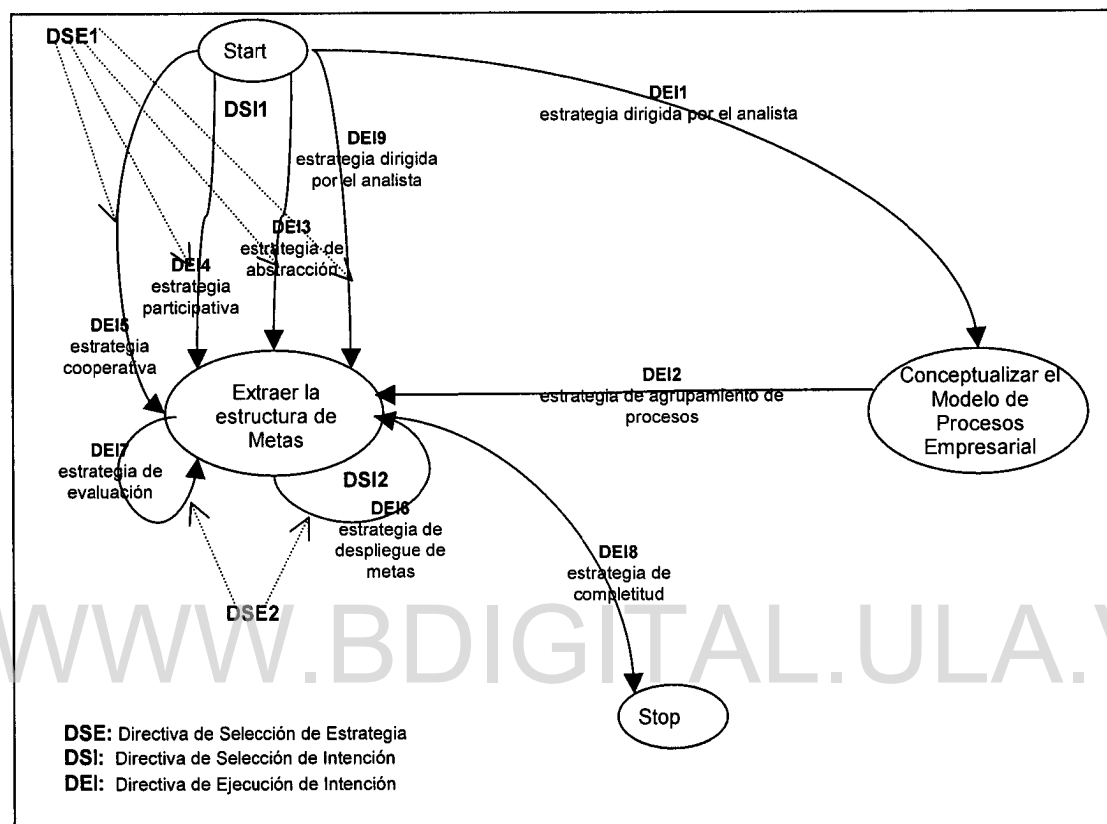 DSE1
Start
DSI1
DEI1
estrategia dirigida por el analista
DEI9
estrategia dirigida
por el analista
DEI3
estrategia de
abstracción
DEI4
estrategia
participativa
DEI5
estrategia
cooperativa
Extraer la
estructura de
Metas
DEI2
estrategia de agrupamiento de
procesos
Conceptualizar el
Modelo de
Procesos
Empresarial
DEI7
estrategia de
evaluación
DSI2
DEI6
estrategia de
despliegue de
metas
DEI8
estrategia de
completitud
DSE2
WWW.BDIGITAL.ULA.V
Stop
DSE: Directiva de Selección de Estrategia
DSI: Directiva de Selección de Intención
DEI: Directiva de Ejecución de Intención